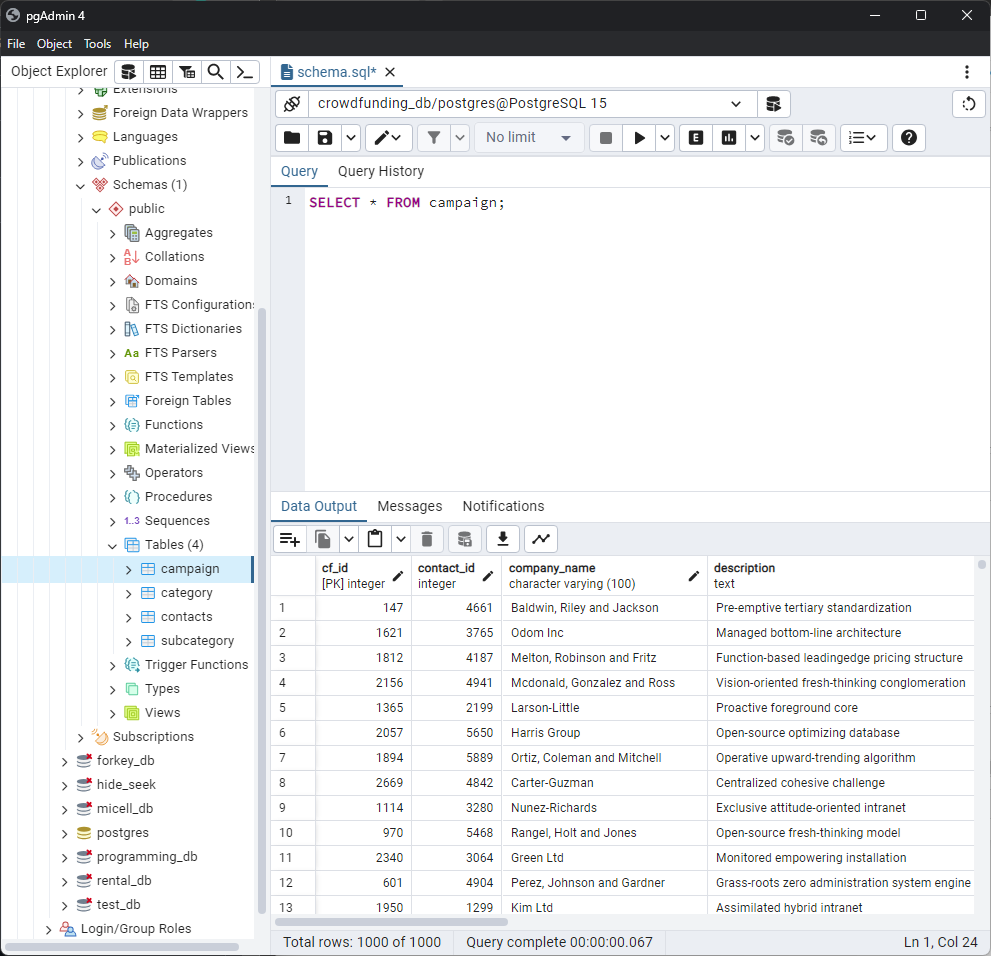 pgAdmin 4
File Object Tools Help
Object Explorer
schema.sql*
Extensions
Foreign Data Wrappers
Languages
Publications
Schemas (1)
public
Aggregates
Collations
Domains
FTS Configurations
FTS Dictionaries
Aa FTS Parsers
FTS Templates
Foreign Tables
Functions
Materialized Views
Operators
Procedures
1..3 Sequences
Tables (4)
campaign
category
contacts
subcategory
Trigger Functions
Types
Views
Subscriptions
forkey_db
hide_seek
micell_db
postgres
programming_db
rental_db
test_db
Login/Group Roles
crowdfunding_db/postgres@PostgreSQL 15
No limit
E
Query Query History
1 SELECT * FROM campaign;
Data Output Messages Notifications
cf_id contact_id company_name description
[PK] integer integer character varying (100) text
1 147 4661 Baldwin, Riley and Jackson Pre-emptive tertiary standardization
2 1621 3765 Odom Inc Managed bottom-line architecture
3 1812 4187 Melton, Robinson and Fritz Function-based leadingedge pricing structure
4 2156 4941 Mcdonald, Gonzalez and Ross Vision-oriented fresh-thinking conglomeration
5 1365 2199 Larson-Little Proactive foreground core
6 2057 5650 Harris Group Open-source optimizing database
7 1894 5889 Ortiz, Coleman and Mitchell Operative upward-trending algorithm
8 2669 4842 Carter-Guzman Centralized cohesive challenge
9 1114 3280 Nunez-Richards Exclusive attitude-oriented intranet
10 970 5468 Rangel, Holt and Jones Open-source fresh-thinking model
11 2340 3064 Green Ltd Monitored empowering installation
12 601 4904 Perez, Johnson and Gardner Grass-roots zero administration system engine
13 1950 1299 Kim Ltd Assimilated hybrid intranet
Total rows: 1000 of 1000 Query complete 00:00:00.067 Ln 1, Col 24